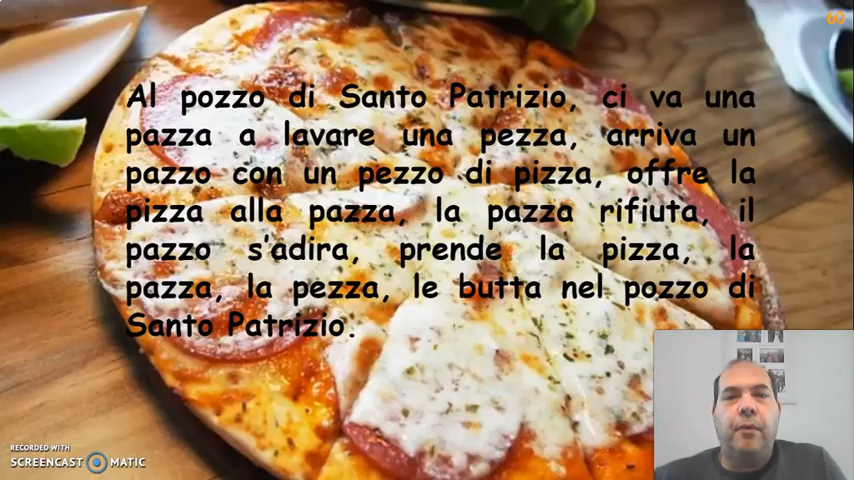 60
Al pozzo di Santo Patrizio, ci va una
pazza a lavare una pezza, arriva un
pazzo con un pezzo di pizza, offre la
pizza alla pazza, la pazza rifiuta, il
pazzo s'adira, prende la pizza, la
pazza, la pezza, le butta nel pozzo di
Santo Patrizio.
RECORDED WITH
SCREENCAST MATIC